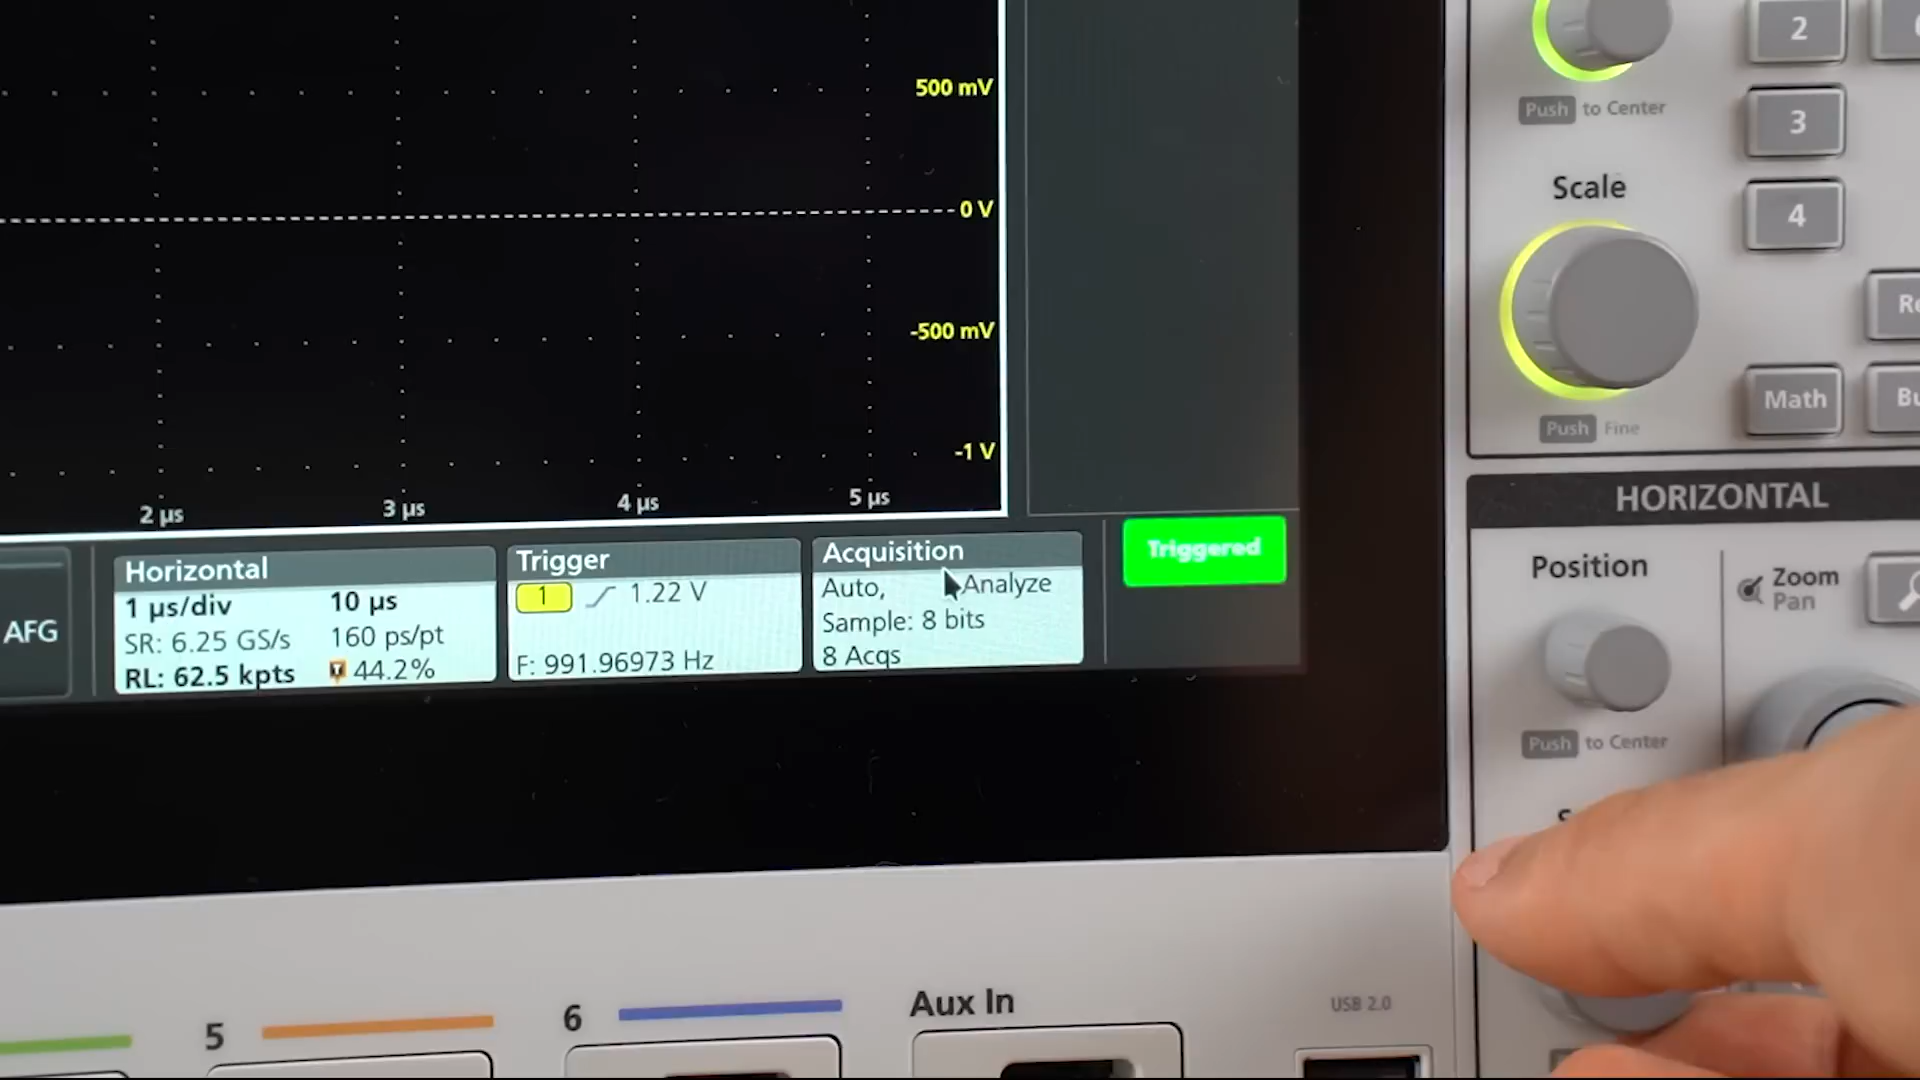 500 mV
0 V
-500 mV
-1 V
2 µs
3 µs
4 µs
5 µs
AFG
Horizontal
1 µs/div
10 µs
SR: 6.25 GS/s
160 ps/pt
RL: 62.5 kpts
T
44.2%
Trigger
1
1.22 V
F: 991.96973 Hz
Acquisition
Auto,
Analyze
Sample: 8 bits
8 Acqs
Triggered
Push to Center
2
3
4
Scale
Push Fine
Math
HORIZONTAL
Position
Zoom
Pan
Push to Center
5
6
Aux In
USB 2.0